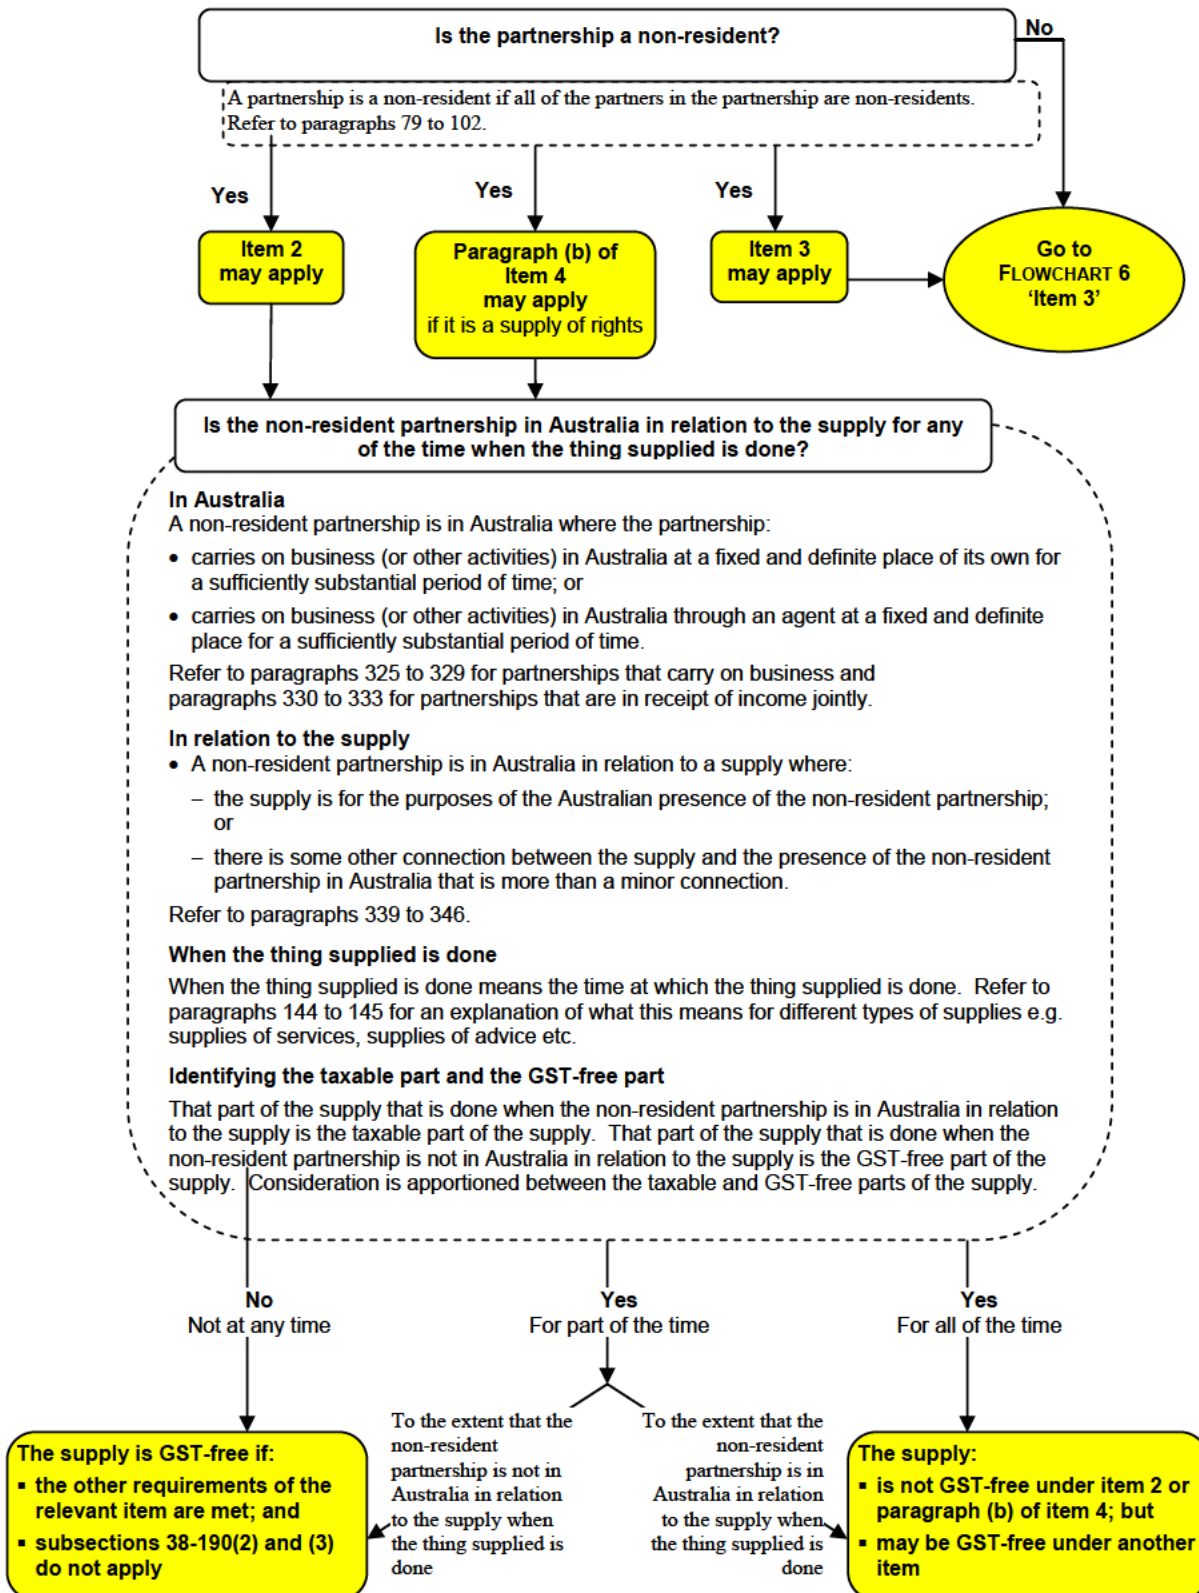 Is the partnership a non-resident?
No
A partnership is a non-resident if all of the partners in the partnership are non-residents.
Refer to paragraphs 79 to 102.
Yes
Yes
Yes
Item 2
may apply
Paragraph (b) of
Item 4
may apply
if it is a supply of rights
Item 3
may apply
Go to
FLOWCHART 6
‘Item 3’
Is the non-resident partnership in Australia in relation to the supply for any
of the time when the thing supplied is done?
In Australia
A non-resident partnership is in Australia where the partnership:
• carries on business (or other activities) in Australia at a fixed and definite place of its own for
a sufficiently substantial period of time; or
• carries on business (or other activities) in Australia through an agent at a fixed and definite
place for a sufficiently substantial period of time.
Refer to paragraphs 325 to 329 for partnerships that carry on business and
paragraphs 330 to 333 for partnerships that are in receipt of income jointly.
In relation to the supply
• A non-resident partnership is in Australia in relation to a supply where:
– the supply is for the purposes of the Australian presence of the non-resident partnership;
or
– there is some other connection between the supply and the presence of the non-resident
partnership in Australia that is more than a minor connection.
Refer to paragraphs 339 to 346.
When the thing supplied is done
When the thing supplied is done means the time at which the thing supplied is done. Refer to
paragraphs 144 to 145 for an explanation of what this means for different types of supplies e.g.
supplies of services, supplies of advice etc.
Identifying the taxable part and the GST-free part
That part of the supply that is done when the non-resident partnership is in Australia in relation
to the supply is the taxable part of the supply. That part of the supply that is done when the
non-resident partnership is not in Australia in relation to the supply is the GST-free part of the
supply. Consideration is apportioned between the taxable and GST-free parts of the supply.
No
Not at any time
Yes
For part of the time
Yes
For all of the time
The supply is GST-free if:
▪ the other requirements of the
relevant item are met; and
▪ subsections 38-190(2) and (3)
do not apply
To the extent that the
non-resident
partnership is not in
Australia in relation
to the supply when
the thing supplied is
done
To the extent that the
non-resident
partnership is in
Australia in relation
to the supply when
the thing supplied is
done
The supply:
▪ is not GST-free under item 2 or
paragraph (b) of item 4; but
▪ may be GST-free under another
item